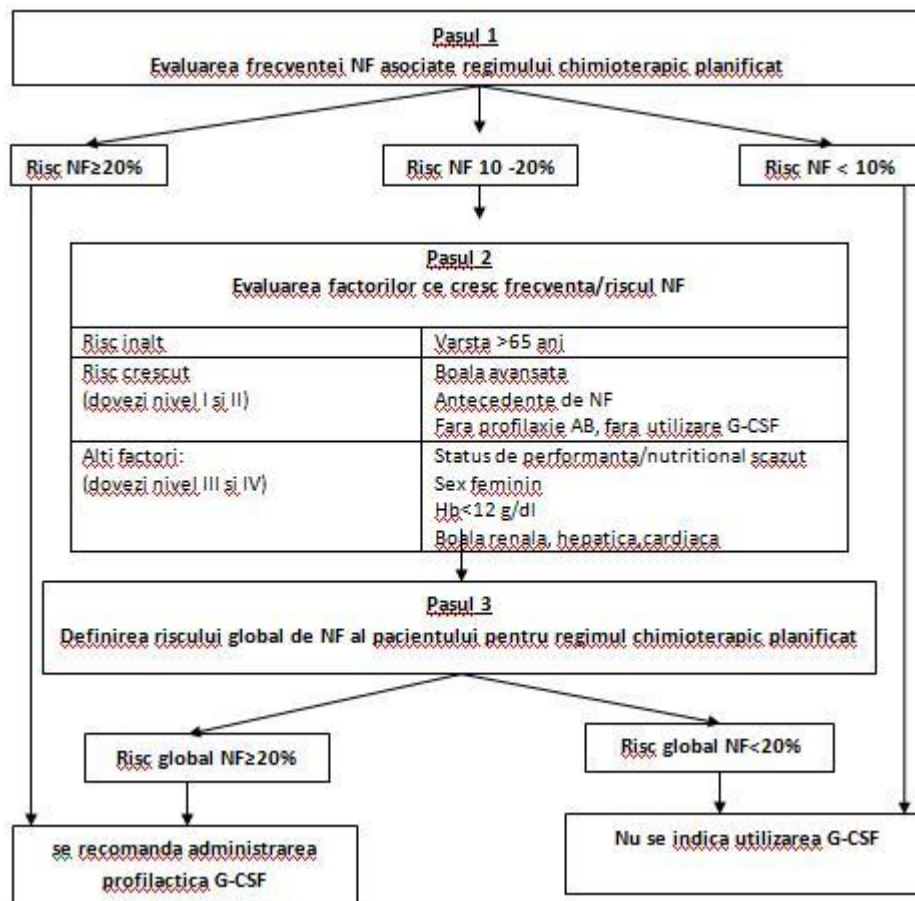 Pasul 1
Evaluarea frecventei NF asociate regimului chimioterapic planificat
Risc NF≥20%
Risc NF 10 -20%
Risc NF < 10%
Pasul 2
Evaluarea factorilor ce cresc frecventa/riscul NF
Risc inalt
Varsta >65 ani
Risc crescut
(dovezi nivel I si II)
Boala avansata
Antecedente de NF
Fara profilaxie AB, fara utilizare G-CSF
Alti factori:
(dovezi nivel III si IV)
Status de performanta/nutritional scazut
Sex feminin
Hb<12 g/dl
Boala renala, hepatica,cardiaca
Pasul 3
Definirea riscului global de NF al pacientului pentru regimul chimioterapic planificat
Risc global NF≥20%
Risc global NF<20%
se recomanda administrarea
profilactica G-CSF
Nu se indica utilizarea G-CSF